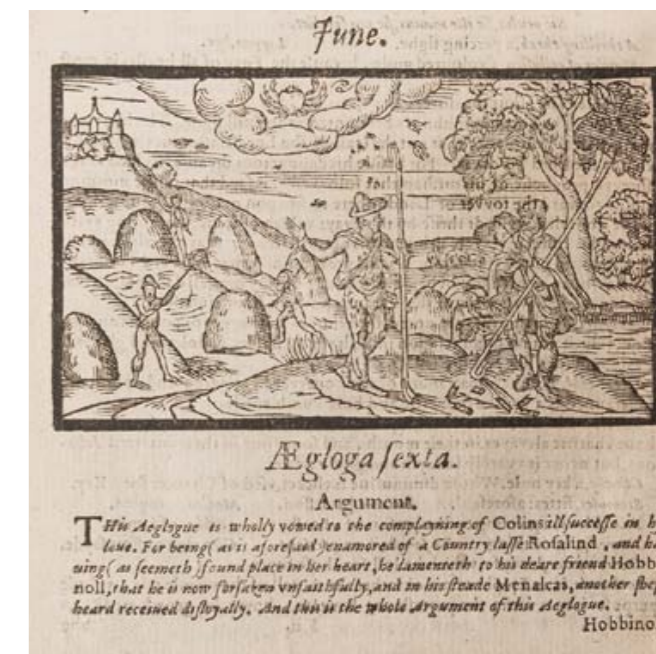 June.
Ægloga sexta.
Argument.
THis Aeglogue is wholly vowed to the complayning of Colins ill successe in h
loue. For being( as is aforesaid )enamored of a Country lasse Rosalind , and ha
uing( as seemeth )found place in her heart, he lamenteth to his deare friend Hobb
noll, that he is now forsaken vnfaithfully, and in his steade Menalcas, another shep
heard receiued disloyally. And this is the whole Argument of this Aeglogue.
Hobbino